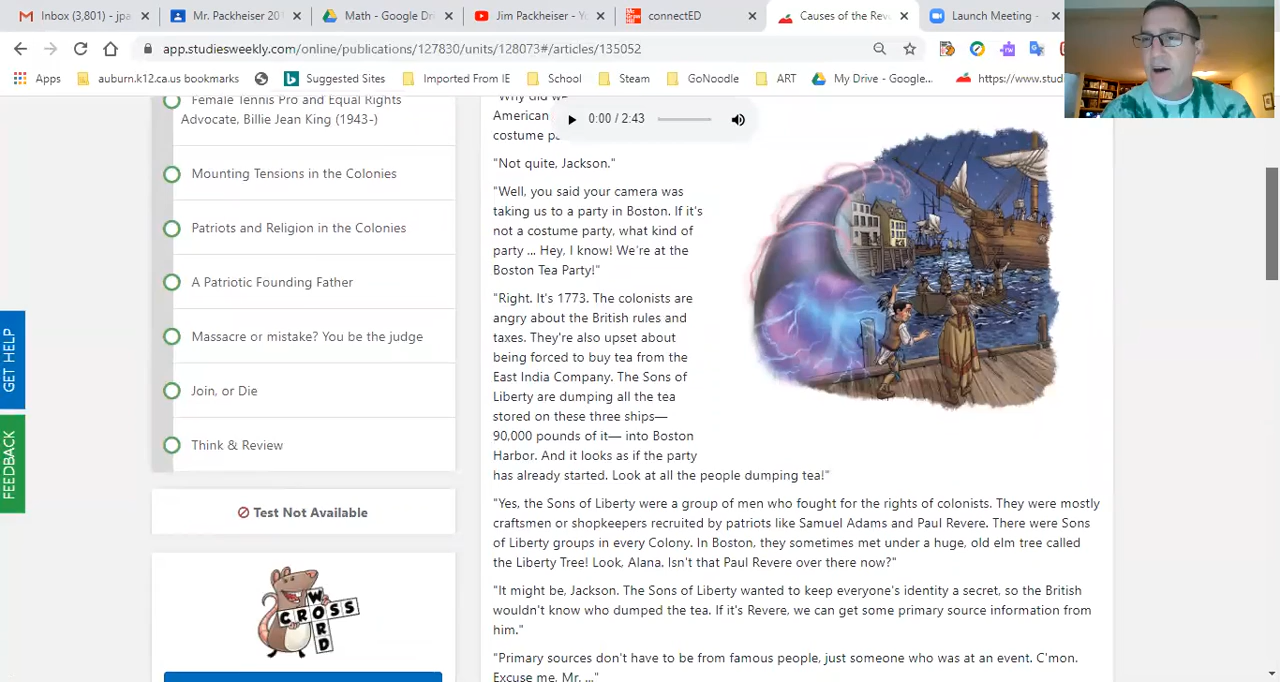 Inbox (3,801) - jpa
Mr. Packheiser 201
Math - Google Dri
Jim Packheiser - Yo
connectED
Causes of the Rev
Launch Meeting -
app.studiesweekly.com/online/publications/127830/units/128073#/articles/135052
Apps
auburn.k12.ca.us bookmarks
Suggested Sites
Imported From IE
School
Steam
GoNoodle
ART
My Drive - Google...
https://www.stud
Female Tennis Pro and Equal Rights
Advocate, Billie Jean King (1943-)
Mounting Tensions in the Colonies
Patriots and Religion in the Colonies
A Patriotic Founding Father
Massacre or mistake? You be the judge
Join, or Die
Think & Review
Test Not Available
CROSS
WORD
GET HELP
FEEDBACK
0:00 / 2:43
"Why did w
American
costume p
"Not quite, Jackson."
"Well, you said your camera was
taking us to a party in Boston. If it's
not a costume party, what kind of
party ... Hey, I know! We're at the
Boston Tea Party!"
"Right. It's 1773. The colonists are
angry about the British rules and
taxes. They're also upset about
being forced to buy tea from the
East India Company. The Sons of
Liberty are dumping all the tea
stored on these three ships—
90,000 pounds of it— into Boston
Harbor. And it looks as if the party
has already started. Look at all the people dumping tea!"
"Yes, the Sons of Liberty were a group of men who fought for the rights of colonists. They were mostly
craftsmen or shopkeepers recruited by patriots like Samuel Adams and Paul Revere. There were Sons
of Liberty groups in every Colony. In Boston, they sometimes met under a huge, old elm tree called
the Liberty Tree! Look, Alana. Isn't that Paul Revere over there now?"
"It might be, Jackson. The Sons of Liberty wanted to keep everyone's identity a secret, so the British
wouldn't know who dumped the tea. If it's Revere, we can get some primary source information from
him."
"Primary sources don't have to be from famous people, just someone who was at an event. C'mon.
Excuse me, Mr. ..."